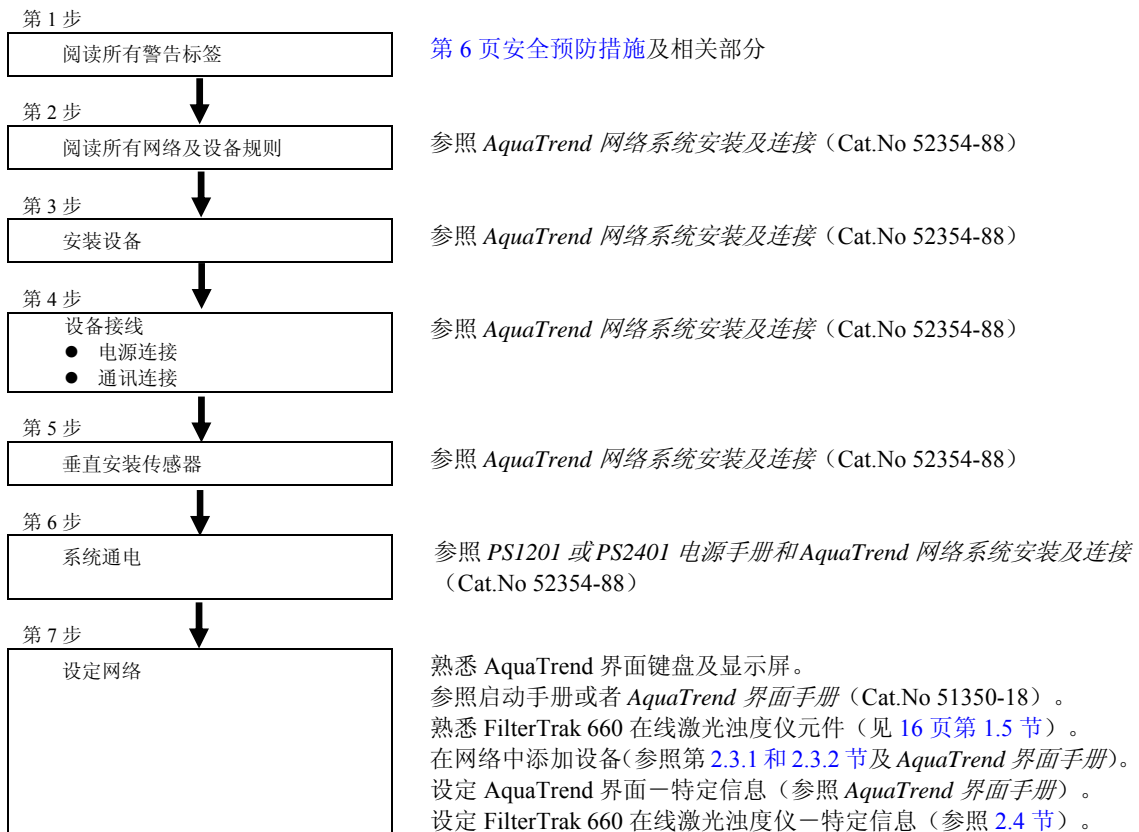 第 1 步
阅读所有警告标签
第 6 页安全预防措施及相关部分
第 2 步
阅读所有网络及设备规则
参照 AquaTrend 网络系统安装及连接（Cat.No 52354-88）
第 3 步
安装设备
参照 AquaTrend 网络系统安装及连接（Cat.No 52354-88）
第 4 步
设备接线
● 电源连接
● 通讯连接
参照 AquaTrend 网络系统安装及连接（Cat.No 52354-88）
第 5 步
垂直安装传感器
参照 AquaTrend 网络系统安装及连接（Cat.No 52354-88）
第 6 步
系统通电
参照 PS1201 或 PS2401 电源手册和 AquaTrend 网络系统安装及连接
（Cat.No 52354-88）
第 7 步
设定网络
熟悉 AquaTrend 界面键盘及显示屏。
参照启动手册或者 AquaTrend 界面手册（Cat.No 51350-18）。
熟悉 FilterTrak 660 在线激光浊度仪元件（见 16 页第 1.5 节）。
在网络中添加设备（参照第 2.3.1 和 2.3.2 节及 AquaTrend 界面手册）。
设定 AquaTrend 界面－特定信息（参照 AquaTrend 界面手册）。
设定 FilterTrak 660 在线激光浊度仪－特定信息（参照 2.4 节）。